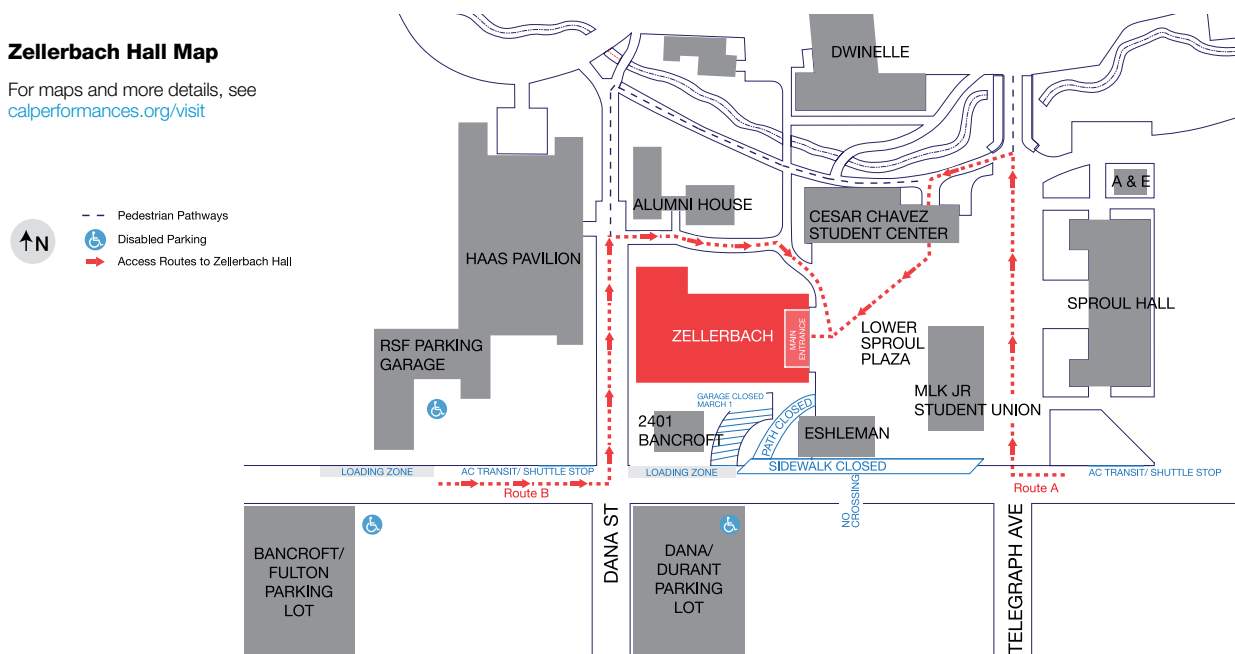 Zellerbach Hall Map
For maps and more details, see
calperformances.org/visit
N
Pedestrian Pathways
Disabled Parking
Access Routes to Zellerbach Hall
DWINELLE
A & E
ALUMNI HOUSE
CESAR CHAVEZ
STUDENT CENTER
HAAS PAVILION
SPROUL HALL
ZELLERBACH
MAIN
ENTRANCE
LOWER
SPROUL
PLAZA
RSF PARKING
GARAGE
MLK JR
STUDENT UNION
GARAGE CLOSED
MARCH 1
PATH CLOSED
2401
BANCROFT
ESHLEMAN
LOADING ZONE
AC TRANSIT/ SHUTTLE STOP
LOADING ZONE
SIDEWALK CLOSED
AC TRANSIT/ SHUTTLE STOP
Route B
Route A
NO
CROSSING
DANA ST
TELEGRAPH AVE
BANCROFT/
FULTON
PARKING
LOT
DANA/
DURANT
PARKING
LOT